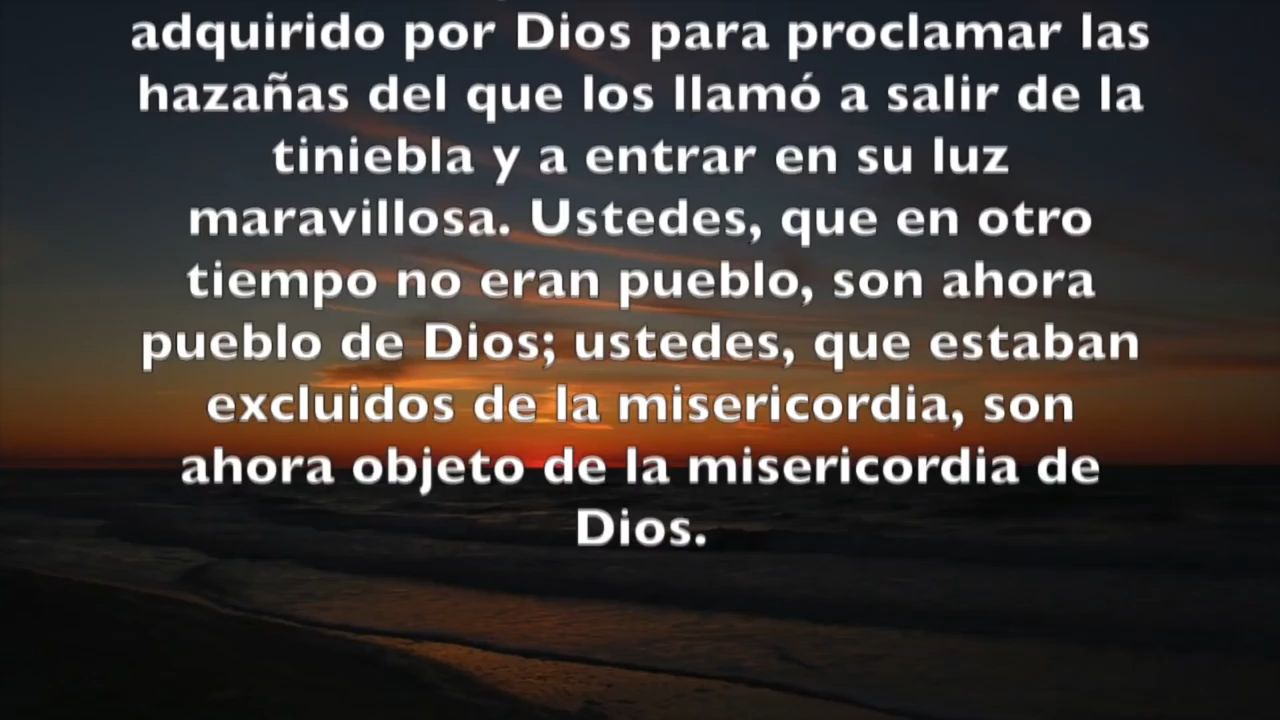 adquirido por Dios para proclamar las
hazañas del que los llamó a salir de la
tiniebla y a entrar en su luz
maravillosa. Ustedes, que en otro
tiempo no eran pueblo, son ahora
pueblo de Dios; ustedes, que estaban
excluidos de la misericordia, son
ahora objeto de la misericordia de
Dios.